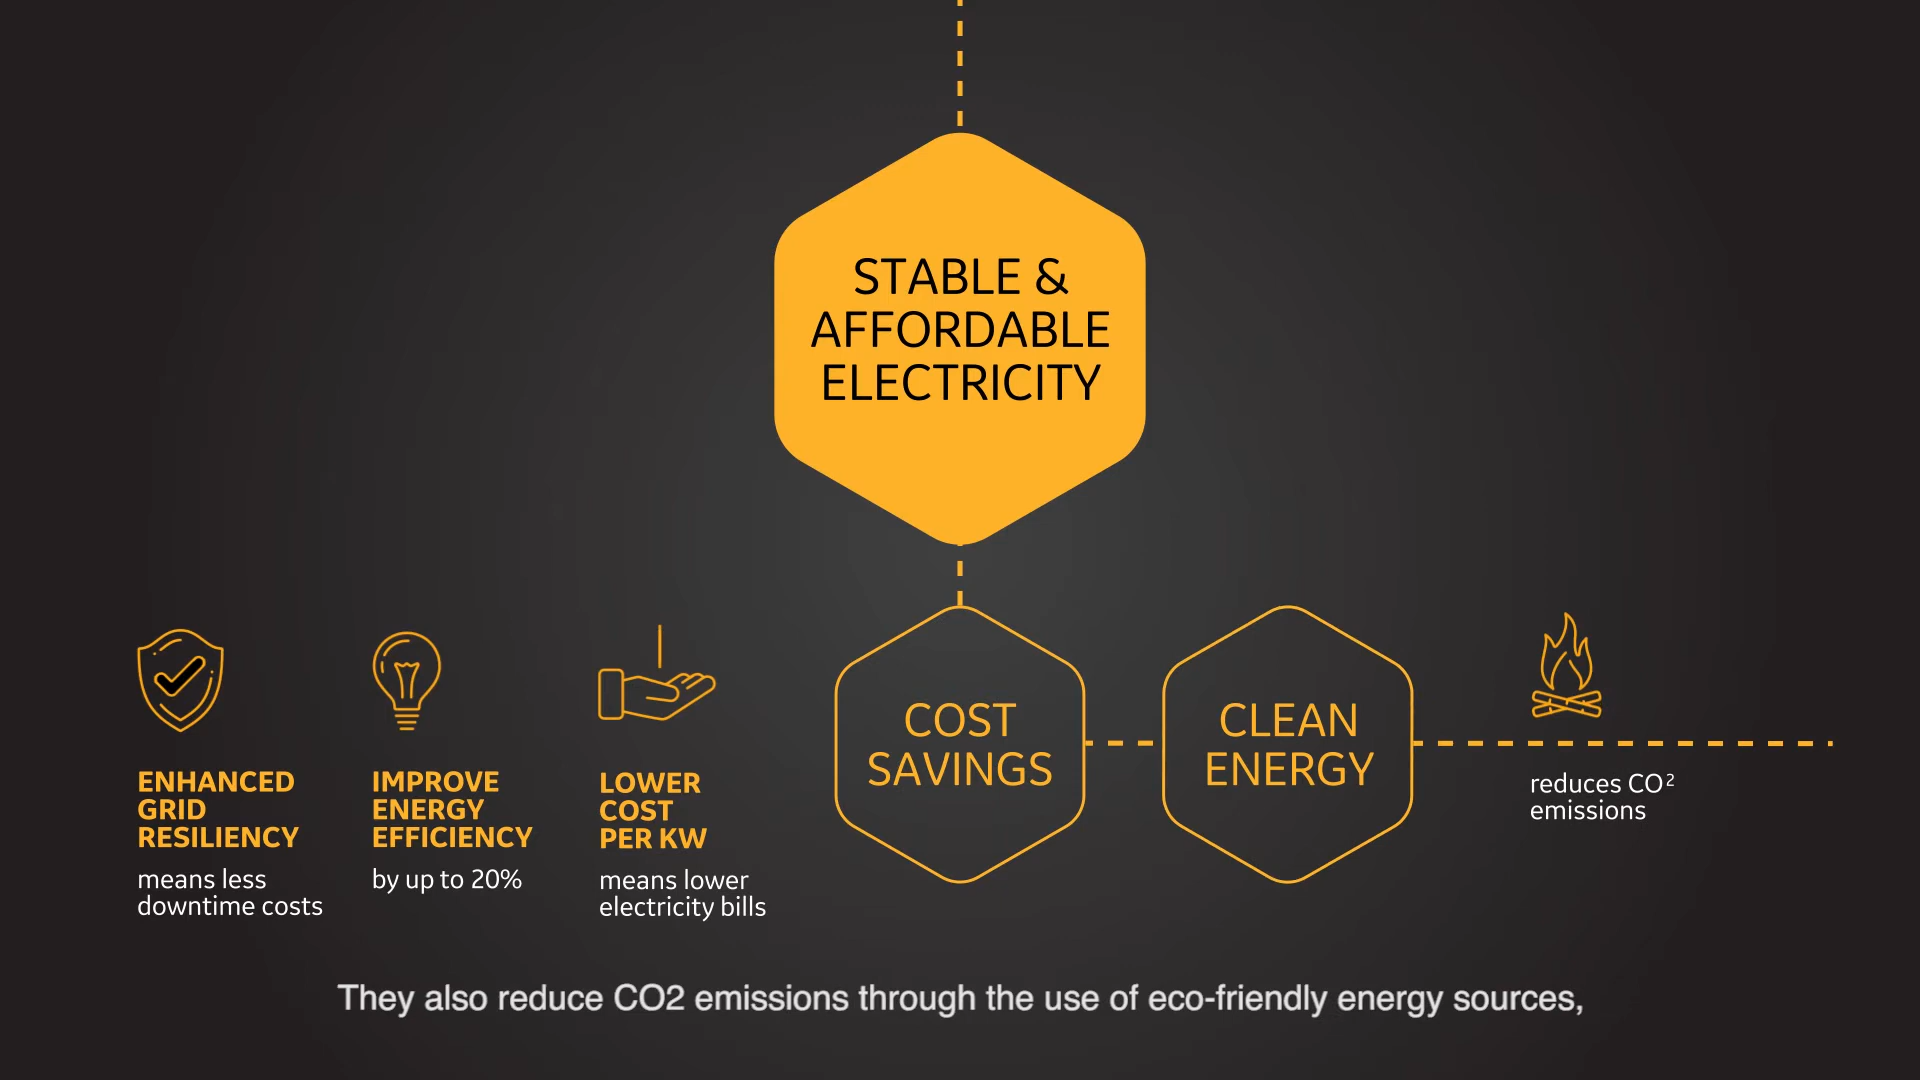 STABLE &
AFFORDABLE
ELECTRICITY
ENHANCED
GRID
RESILIENCY
means less
downtime costs
IMPROVE
ENERGY
EFFICIENCY
by up to 20%
LOWER
COST
PER KW
means lower
electricity bills
COST
SAVINGS
CLEAN
ENERGY
reduces CO²
emissions
They also reduce CO2 emissions through the use of eco-friendly energy sources,